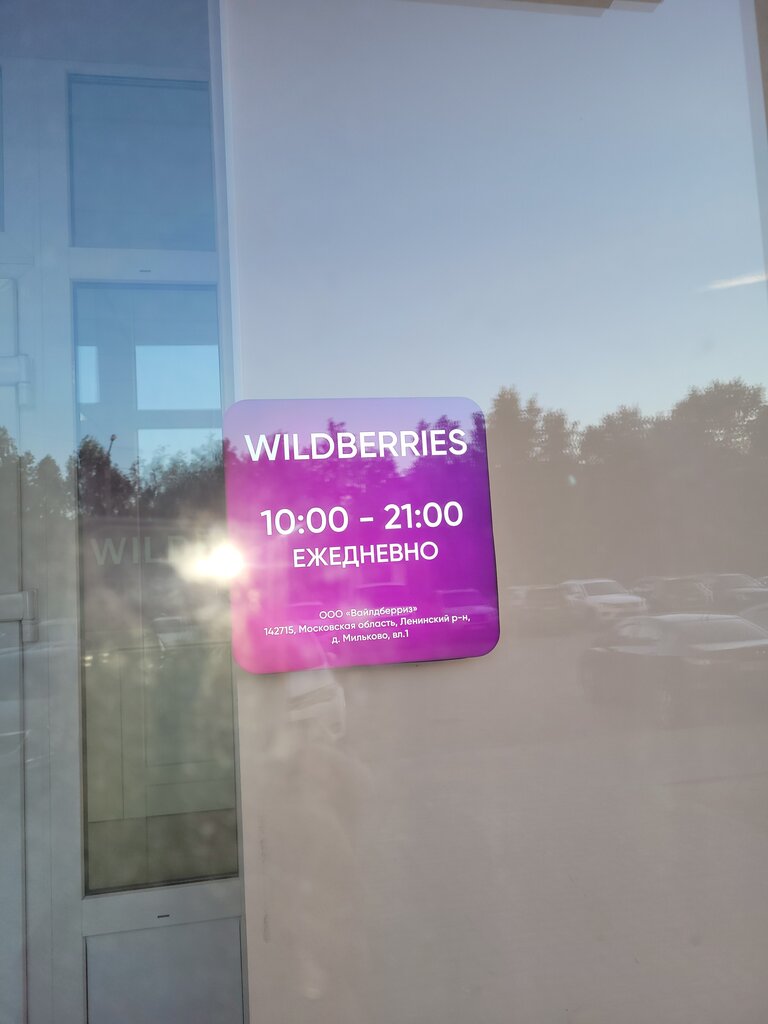 WILDBERRIES
10:00 - 21:00
ЕЖЕДНЕВНО
ООО «Вайлдберриз»
142715, Московская область, Ленинский р-н,
д. Мильково, вл.1